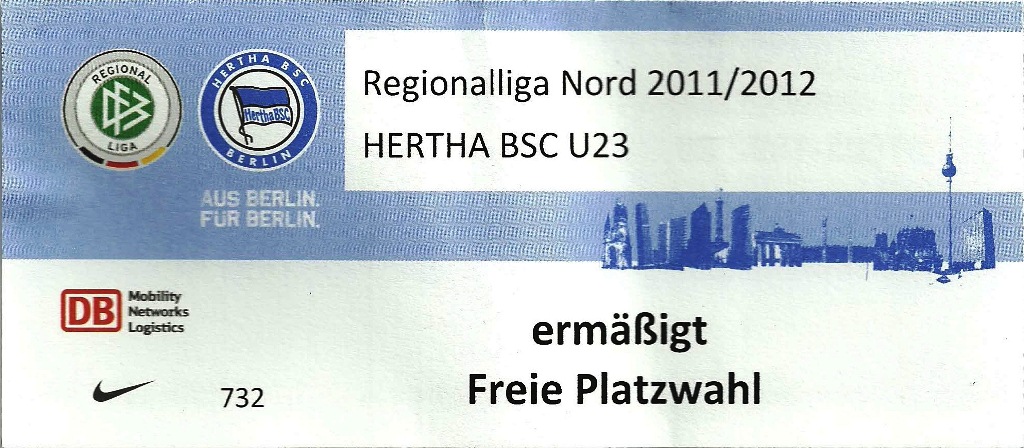 REGIONAL
LIGA
HERTHA BSC
Hertha BSC
BERLIN
AUS BERLIN.
FÜR BERLIN.
Regionalliga Nord 2011/2012
HERTHA BSC U23
DB
Mobility
Networks
Logistics
732
ermäßigt
Freie Platzwahl